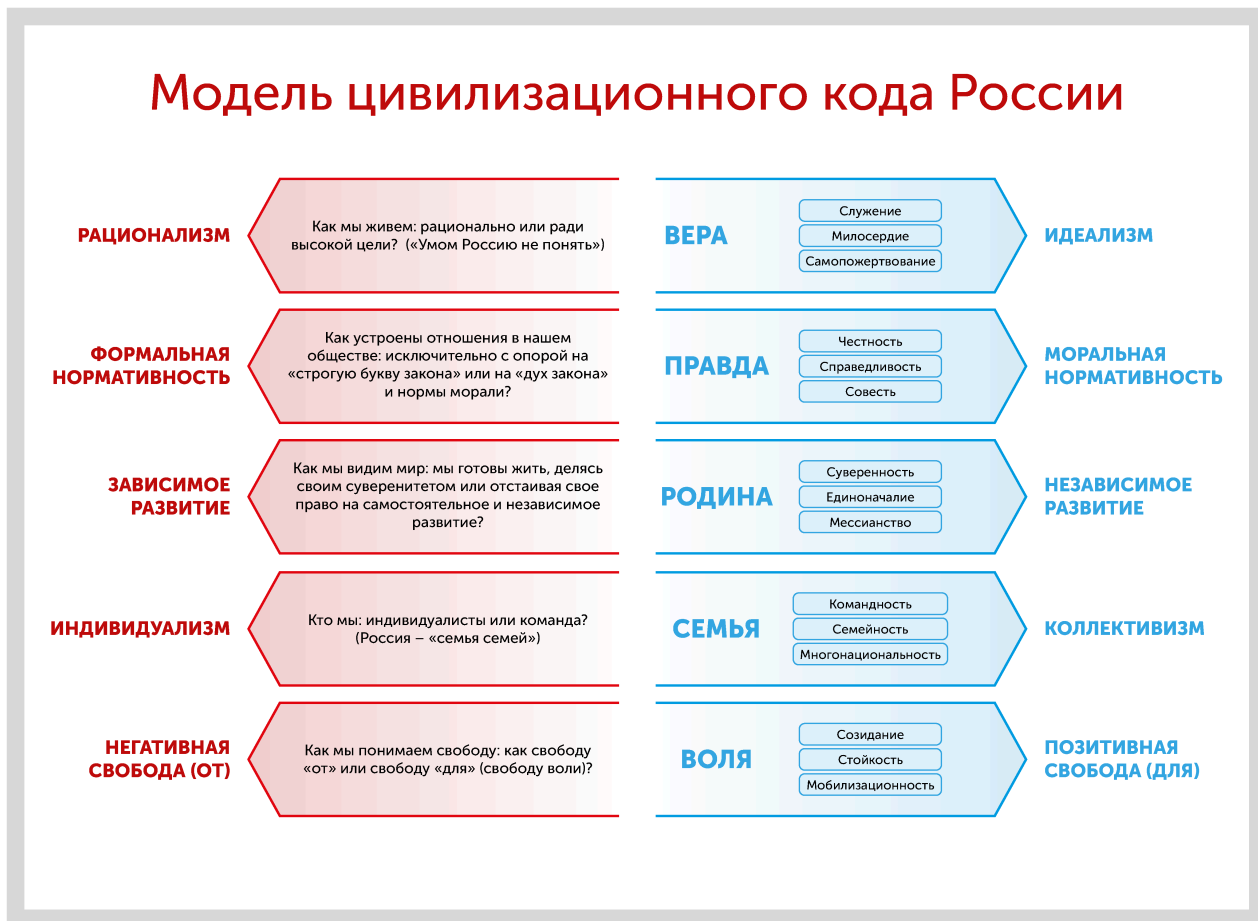 Модель цивилизационного кода России
РАЦИОНАЛИЗМ
Как мы живем: рационально или ради
высокой цели? («Умом Россию не понять»)
ВЕРА
Служение
Милосердие
Самопожертвование
ИДЕАЛИЗМ
ФОРМАЛЬНАЯ
НОРМАТИВНОСТЬ
Как устроены отношения в нашем
обществе: исключительно с опорой на
«строгую букву закона» или на «дух закона»
и нормы морали?
ПРАВДА
Честность
Справедливость
Совесть
МОРАЛЬНАЯ
НОРМАТИВНОСТЬ
ЗАВИСИМОЕ
РАЗВИТИЕ
Как мы видим мир: мы готовы жить, делясь
своим суверенитетом или отстаивая свое
право на самостоятельное и независимое
развитие?
РОДИНА
Суверенность
Единоначалие
Мессианство
НЕЗАВИСИМОЕ
РАЗВИТИЕ
ИНДИВИДУАЛИЗМ
Кто мы: индивидуалисты или команда?
(Россия – «семья семей»)
СЕМЬЯ
Командность
Семейность
Многонациональность
КОЛЛЕКТИВИЗМ
НЕГАТИВНАЯ
СВОБОДА (ОТ)
Как мы понимаем свободу: как свободу
«от» или свободу «для» (свободу воли)?
ВОЛЯ
Созидание
Стойкость
Мобилизационность
ПОЗИТИВНАЯ
СВОБОДА (ДЛЯ)